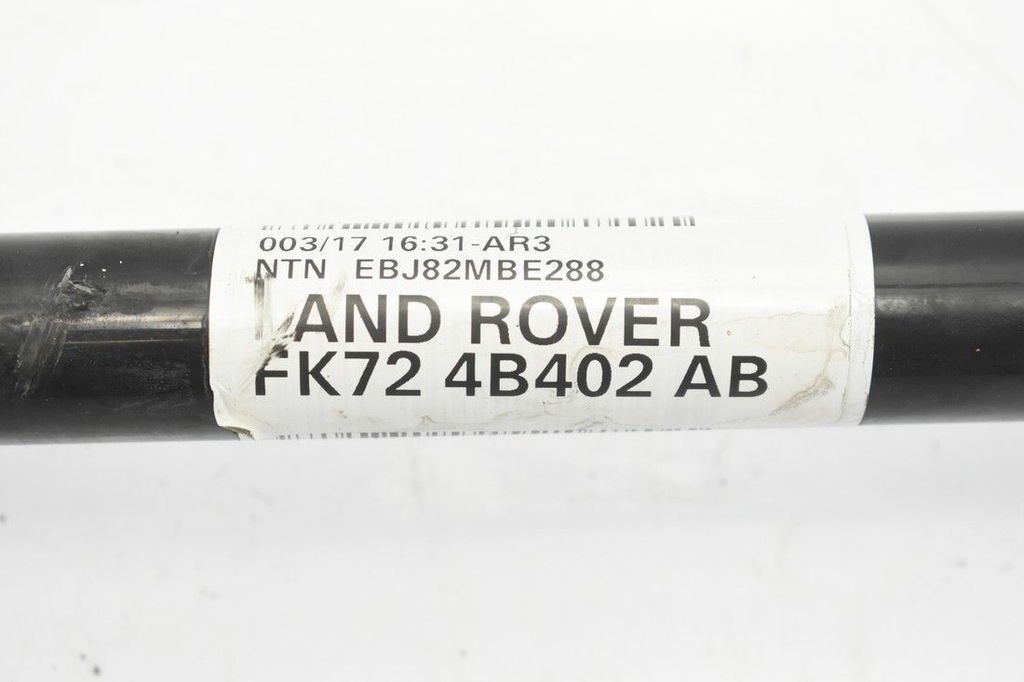 003/17 16:31-AR3
NTN EBJ82MBE288
LAND ROVER
FK72 4B402 AB